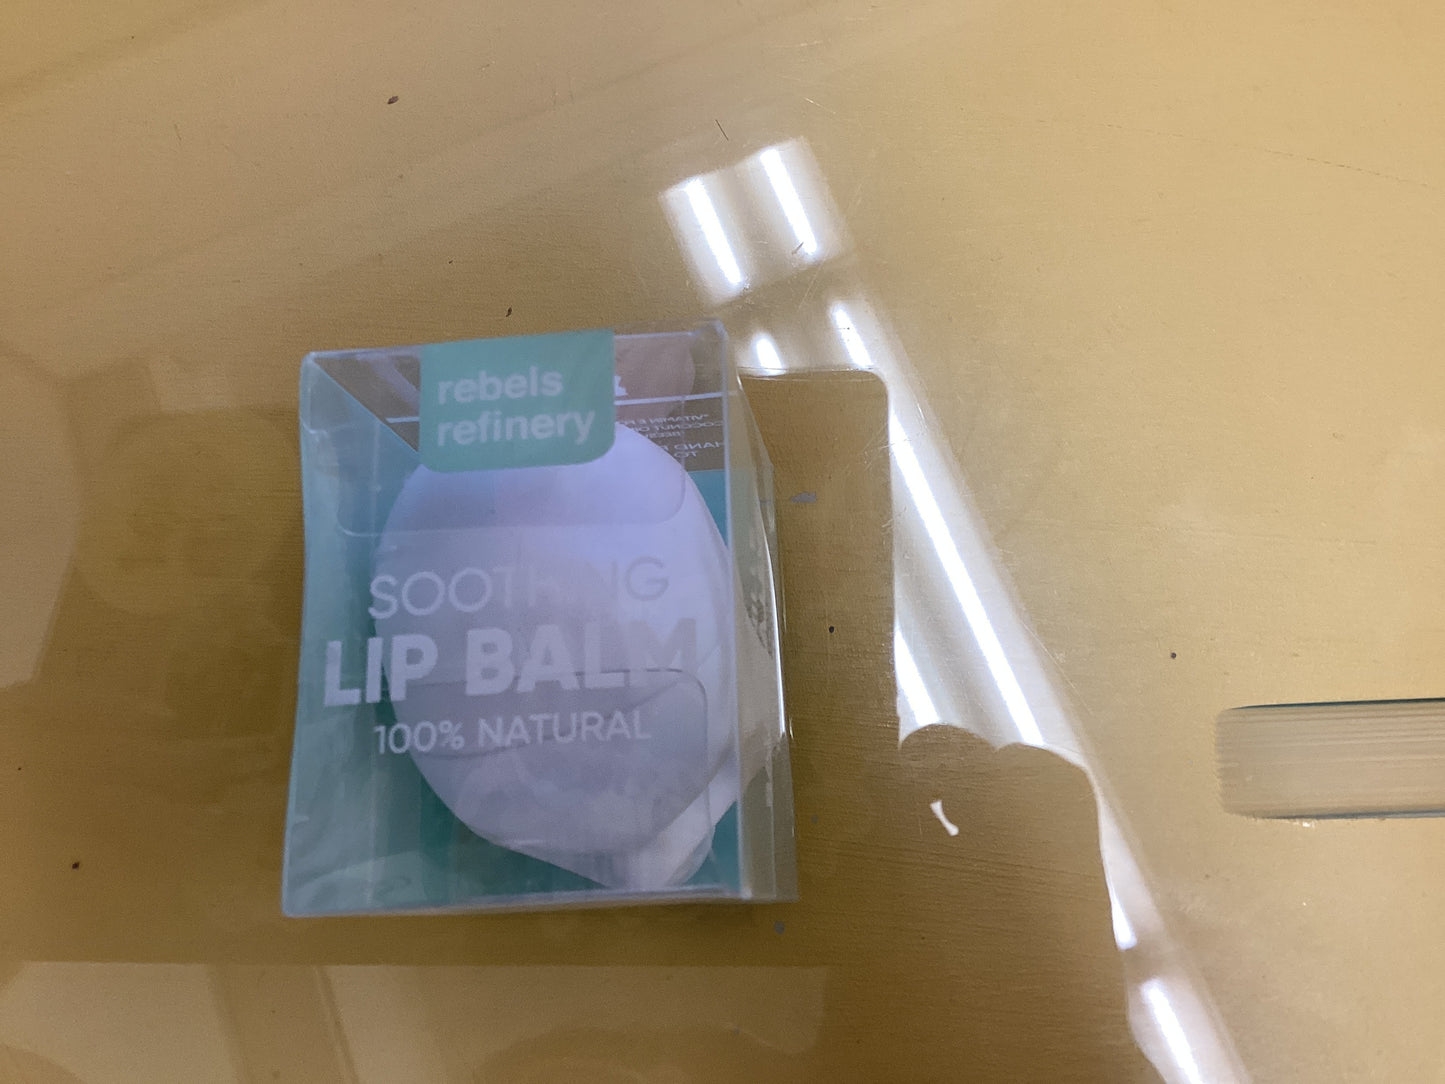 rebels
refinery
SOOTHING
LIP BALM
100% NATURAL